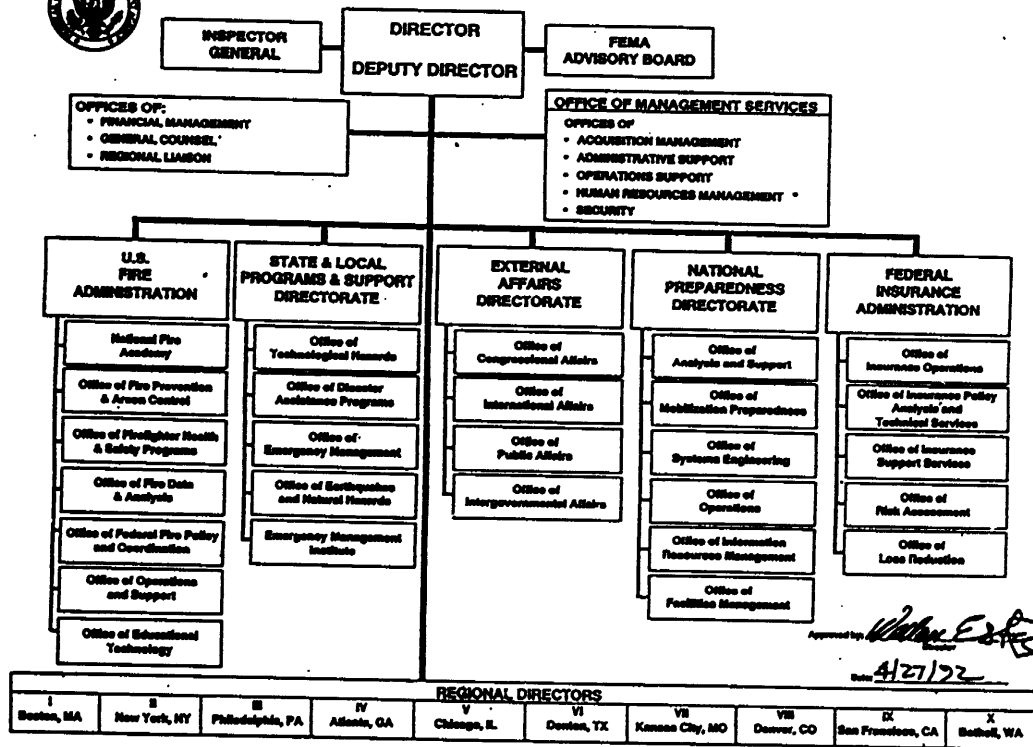 INSPECTOR
GENERAL
DIRECTOR
DEPUTY DIRECTOR
FEMA
ADVISORY BOARD
OFFICES OF:
• FINANCIAL MANAGEMENT
• GENERAL COUNSEL
• REGIONAL LIAISON
OFFICE OF MANAGEMENT SERVICES
OFFICES OF
• ACQUISITION MANAGEMENT
• ADMINISTRATIVE SUPPORT
• OPERATIONS SUPPORT
• HUMAN RESOURCES MANAGEMENT
• SECURITY
U.S.
FIRE
ADMINISTRATION
National Fire
Academy
Office of Fire Prevention
& Arson Control
Office of Firefighter Health
& Safety Programs
Office of Fire Data
& Analysis
Office of Federal Fire Policy
and Coordination
Office of Operations
and Support
Office of Educational
Technology
STATE & LOCAL
PROGRAMS & SUPPORT
DIRECTORATE
Office of
Technological Hazards
Office of Disaster
Assistance Programs
Office of
Emergency Management
Office of Earthquakes
and Natural Hazards
Emergency Management
Institute
EXTERNAL
AFFAIRS
DIRECTORATE
Office of
Congressional Affairs
Office of
International Affairs
Office of
Public Affairs
Office of
Intergovernmental Affairs
NATIONAL
PREPAREDNESS
DIRECTORATE
Office of
Analysis and Support
Office of
Mobilization Preparedness
Office of
Systems Engineering
Office of
Operations
Office of Information
Resources Management
Office of
Facilities Management
FEDERAL
INSURANCE
ADMINISTRATION
Office of
Insurance Operations
Office of Insurance Policy
Analysis and
Technical Services
Office of Insurance
Support Services
Office of
Risk Assessment
Office of
Loss Reduction
Approved by:
Director
Date: 4/27/92
REGIONAL DIRECTORS
I
Boston, MA
II
New York, NY
III
Philadelphia, PA
IV
Atlanta, GA
V
Chicago, IL
VI
Denton, TX
VII
Kansas City, MO
VIII
Denver, CO
IX
San Francisco, CA
X
Bothell, WA